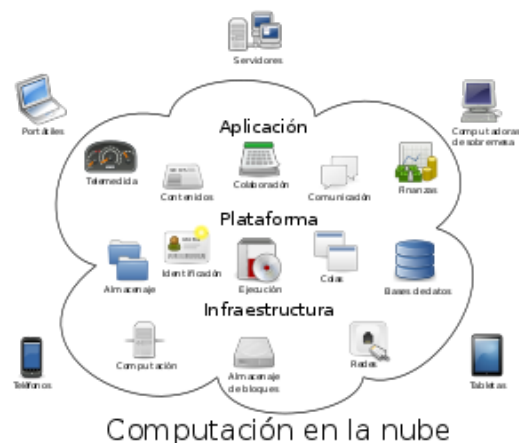 Servidores
Portátiles
Computadoras
de sobremesa
Aplicación
Telemedida
Contenidos
Colaboración
Comunicación
Finanzas
Plataforma
Almacenaje
Identificación
Ejecución
Colas
Bases de datos
Infraestructura
Computación
Almacenaje
de bloques
Redes
Teléfonos
Tabletas
Computación en la nube